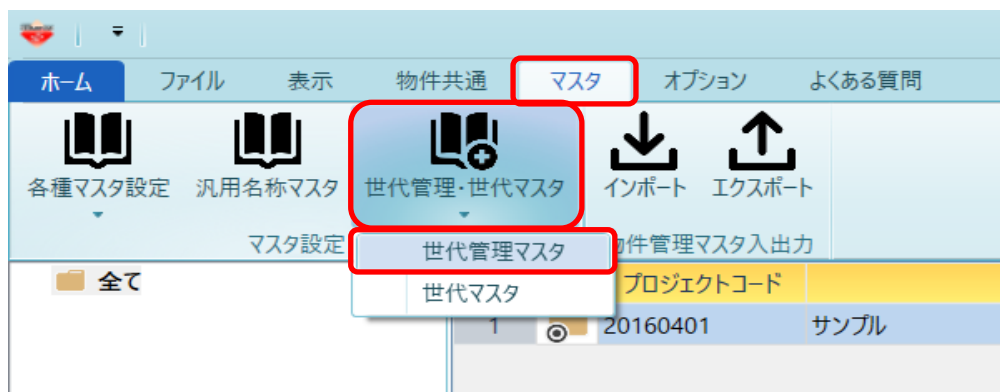 ホーム ファイル 表示 物件共通 マスタ オプション よくある質問
各種マスタ設定 汎用名称マスタ 世代管理・世代マスタ インポート エクスポート
マスタ設定 件管理マスタ入出力
世代管理マスタ
世代マスタ
全て
プロジェクトコード
1 20160401 サンプル